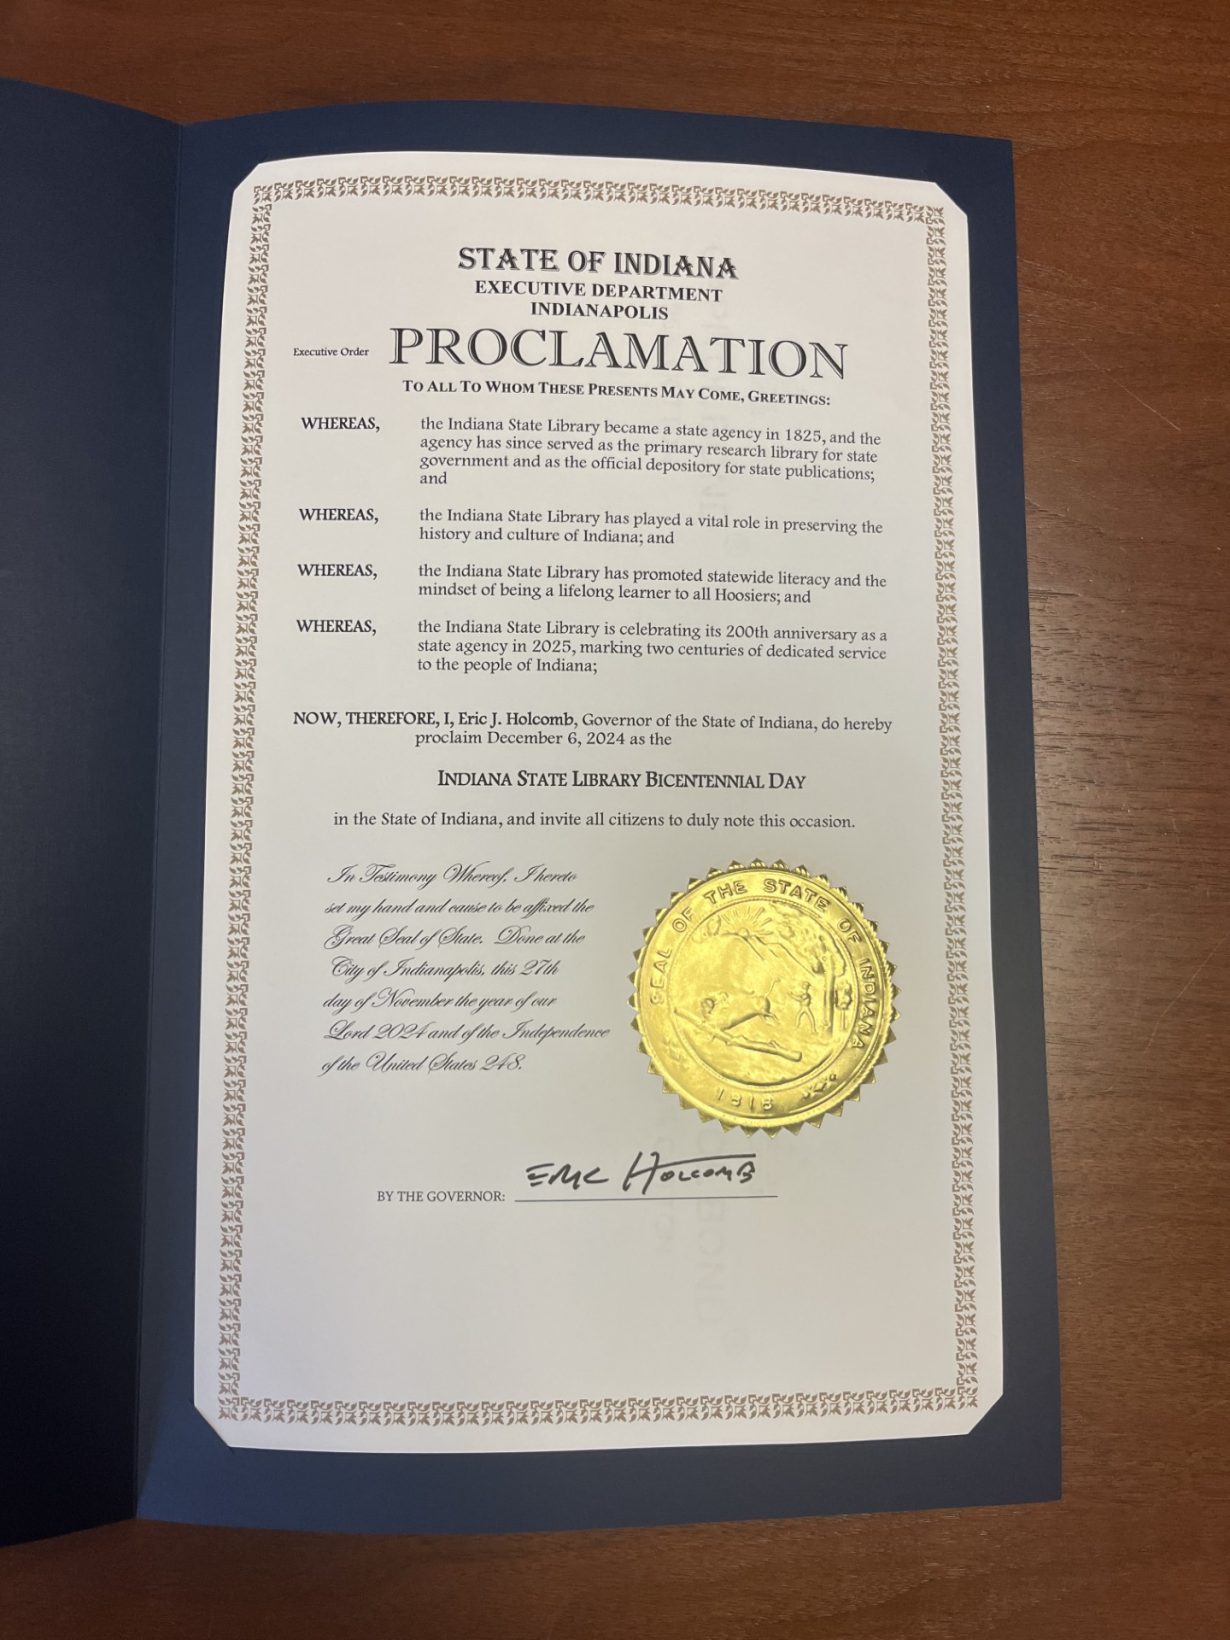 STATE OF INDIANA
EXECUTIVE DEPARTMENT
INDIANAPOLIS
Executive Order PROCLAMATION
TO ALL TO WHOM THESE PRESENTS MAY COME, GREETINGS:
WHEREAS, the Indiana State Library became a state agency in 1825, and the
agency has since served as the primary research library for state
government and as the official depository for state publications;
and
WHEREAS, the Indiana State Library has played a vital role in preserving the
history and culture of Indiana; and
WHEREAS, the Indiana State Library has promoted statewide literacy and the
mindset of being a lifelong learner to all Hoosiers; and
WHEREAS, the Indiana State Library is celebrating its 200th anniversary as a
state agency in 2025, marking two centuries of dedicated service
to the people of Indiana;
NOW, THEREFORE, I, Eric J. Holcomb, Governor of the State of Indiana, do hereby
proclaim December 6, 2024 as the
INDIANA STATE LIBRARY BICENTENNIAL DAY
in the State of Indiana, and invite all citizens to duly note this occasion.
In Testimony Whereof, I hereto
set my hand and cause to be affixed the
Great Seal of State. Done at the
City of Indianapolis, this 27th
day of November the year of our
Lord 2024 and of the Independence
of the United States 248.
SEAL OF THE STATE OF INDIANA
1816
BY THE GOVERNOR: ERIC HOLCOMB